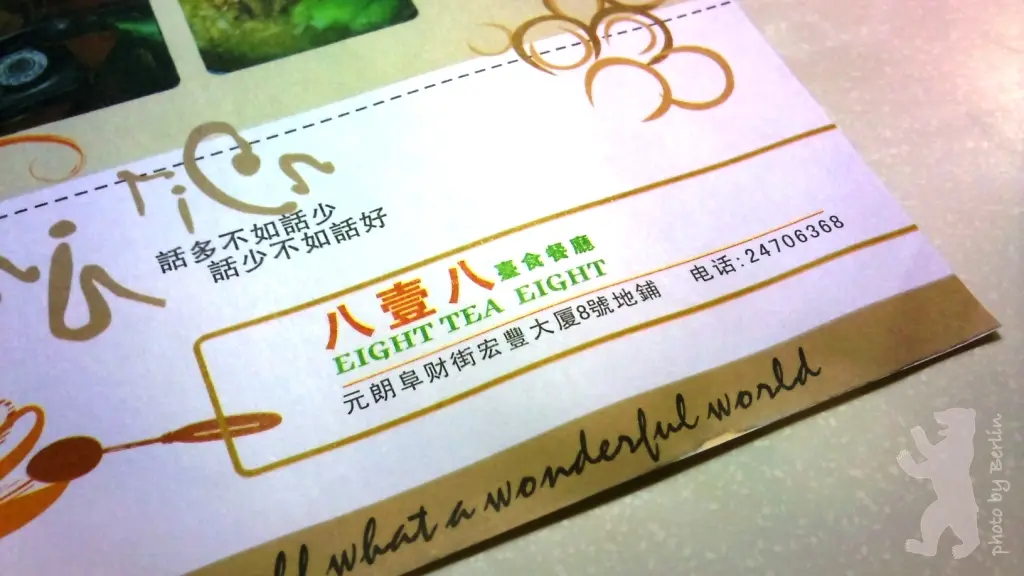 話多不如話少
話少不如話好
八壹八臺食餐廳
EIGHT TEA EIGHT
元朗阜财街宏豐大厦8號地鋪 电话:24706368
what a wonderful world
photo by Berlin